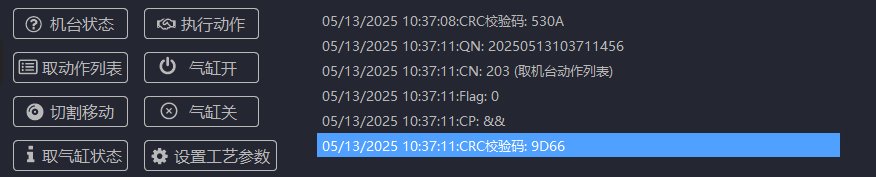 机台状态 执行动作
取动作列表 气缸开
切割移动 气缸关
取气缸状态 设置工艺参数
05/13/2025 10:37:08:CRC校验码: 530A
05/13/2025 10:37:11:QN: 20250513103711456
05/13/2025 10:37:11:CN: 203 (取机台动作列表)
05/13/2025 10:37:11:Flag: 0
05/13/2025 10:37:11:CP: &&
05/13/2025 10:37:11:CRC校验码: 9D66